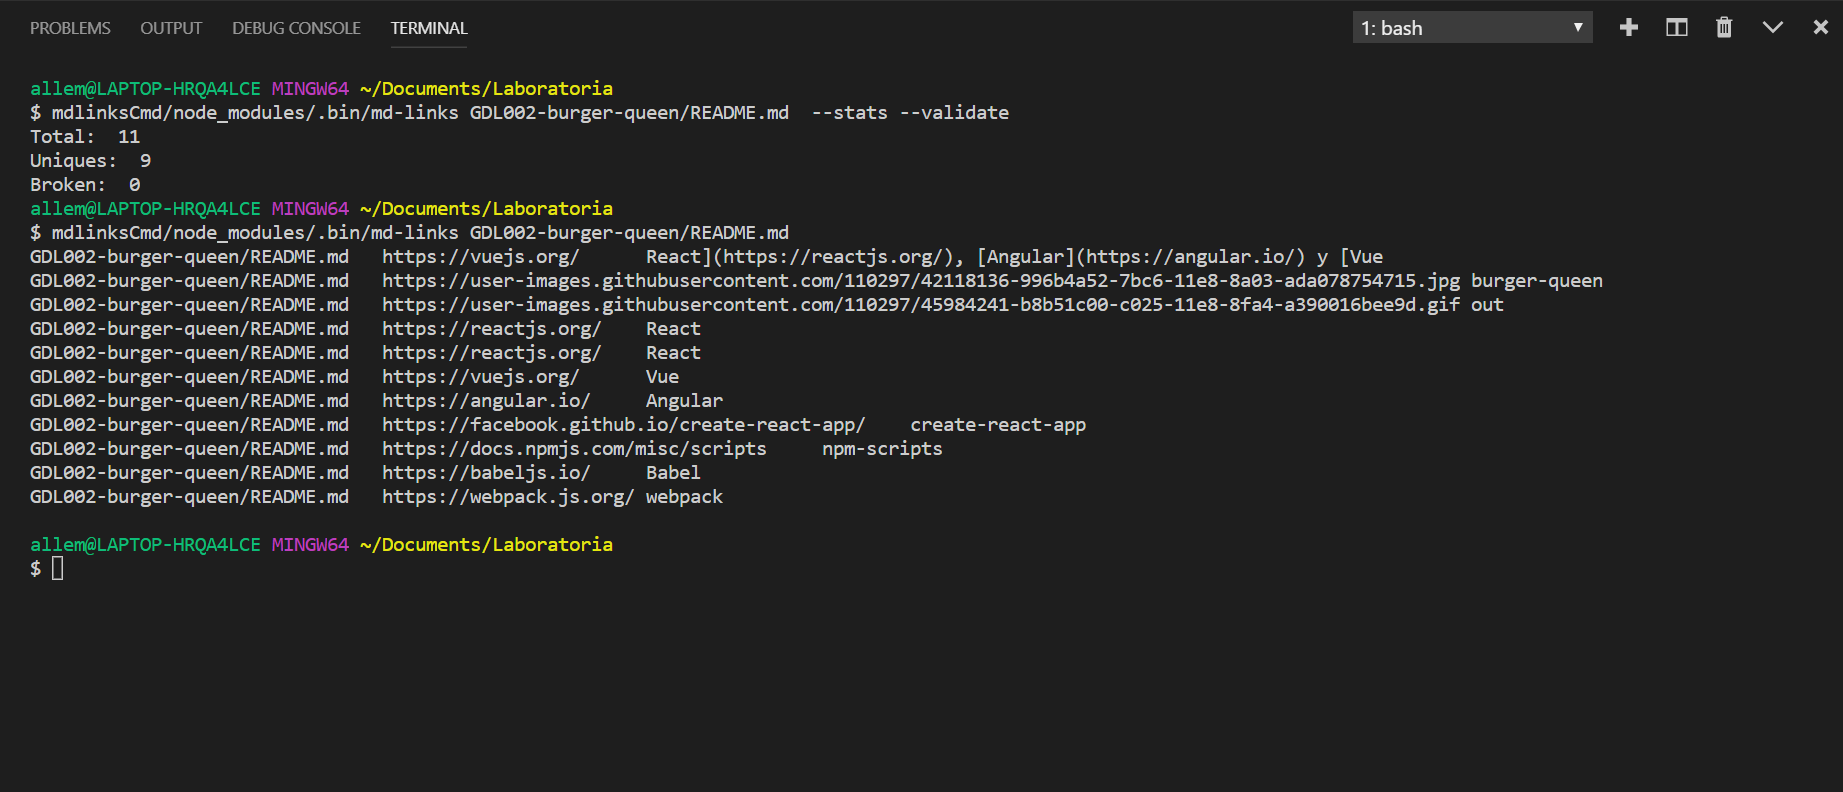 PROBLEMS OUTPUT DEBUG CONSOLE TERMINAL 1: bash
allem@LAPTOP-HRQA4LCE MINGW64 ~/Documents/Laboratoria
$ mdlinksCmd/node_modules/.bin/md-links GDL002-burger-queen/README.md  --stats --validate
Total:  11
Uniques:  9
Broken:  0
allem@LAPTOP-HRQA4LCE MINGW64 ~/Documents/Laboratoria
$ mdlinksCmd/node_modules/.bin/md-links GDL002-burger-queen/README.md
GDL002-burger-queen/README.md   https://vuejs.org/      React](https://reactjs.org/), [Angular](https://angular.io/) y [Vue
GDL002-burger-queen/README.md   https://user-images.githubusercontent.com/110297/42118136-996b4a52-7bc6-11e8-8a03-ada078754715.jpg burger-queen
GDL002-burger-queen/README.md   https://user-images.githubusercontent.com/110297/45984241-b8b51c00-c025-11e8-8fa4-a390016bee9d.gif out
GDL002-burger-queen/README.md   https://reactjs.org/    React
GDL002-burger-queen/README.md   https://reactjs.org/    React
GDL002-burger-queen/README.md   https://vuejs.org/      Vue
GDL002-burger-queen/README.md   https://angular.io/     Angular
GDL002-burger-queen/README.md   https://facebook.github.io/create-react-app/    create-react-app
GDL002-burger-queen/README.md   https://docs.npmjs.com/misc/scripts     npm-scripts
GDL002-burger-queen/README.md   https://babeljs.io/     Babel
GDL002-burger-queen/README.md   https://webpack.js.org/ webpack
allem@LAPTOP-HRQA4LCE MINGW64 ~/Documents/Laboratoria
$